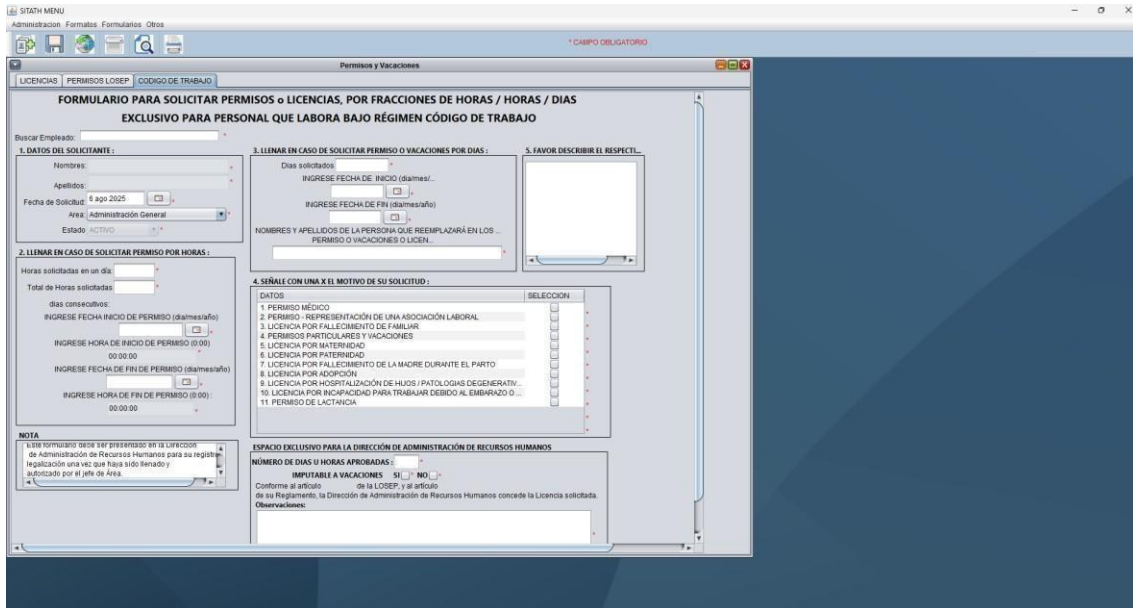 SITATH MENU
Administracion Formatos Formularios Otros
* CAMPO OBLIGATORIO
Permisos y Vacaciones
LICENCIAS PERMISOS LOSEP CODIGO DE TRABAJO
FORMULARIO PARA SOLICITAR PERMISOS o LICENCIAS, POR FRACCIONES DE HORAS / HORAS / DIAS
EXCLUSIVO PARA PERSONAL QUE LABORA BAJO RÉGIMEN CÓDIGO DE TRABAJO
Buscar Empleado: *
1. DATOS DEL SOLICITANTE :
Nombres: *
Apellidos: *
Fecha de Solicitud: 6 ago 2025 *
Area: Administración General *
Estado ACTIVO *
2. LLENAR EN CASO DE SOLICITAR PERMISO POR HORAS :
Horas solicitadas en un día: *
Total de Horas solicitadas *
dias consecutivos:
INGRESE FECHA INICIO DE PERMISO (dia/mes/año)
*
INGRESE HORA DE INICIO DE PERMISO (0:00)
00:00:00 *
INGRESE FECHA DE FIN DE PERMISO (dia/mes/año)
*
INGRESE HORA DE FIN DE PERMISO (0:00) :
00:00:00 *
NOTA
Este formulario debe ser presentado en la Dirección
de Administración de Recursos Humanos para su registro
legalización una vez que haya sido llenado y
autorizado por el jefe de Área.
3. LLENAR EN CASO DE SOLICITAR PERMISO O VACACIONES POR DIAS :
Dias solicitados *
INGRESE FECHA DE INICIO (dia/mes/...
*
INGRESE FECHA DE FIN (dia/mes/año)
*
NOMBRES Y APELLIDOS DE LA PERSONA QUE REEMPLAZARÁ EN LOS ...
PERMISO O VACACIONES O LICEN...
*
5. FAVOR DESCRIBIR EL RESPECTI...
4. SEÑALE CON UNA X EL MOTIVO DE SU SOLICITUD :
DATOS SELECCION
1. PERMISO MÉDICO *
2. PERMISO - REPRESENTACIÓN DE UNA ASOCIACIÓN LABORAL *
3. LICENCIA POR FALLECIMIENTO DE FAMILIAR *
4. PERMISOS PARTICULARES Y VACACIONES *
5. LICENCIA POR MATERNIDAD *
6. LICENCIA POR PATERNIDAD *
7. LICENCIA POR FALLECIMIENTO DE LA MADRE DURANTE EL PARTO *
8. LICENCIA POR ADOPCIÓN *
9. LICENCIA POR HOSPITALIZACIÓN DE HIJOS / PATOLOGIAS DEGENERATIV... *
10. LICENCIA POR INCAPACIDAD PARA TRABAJAR DEBIDO AL EMBARAZO O ... *
11. PERMISO DE LACTANCIA *
ESPACIO EXCLUSIVO PARA LA DIRECCIÓN DE ADMINISTRACIÓN DE RECURSOS HUMANOS
NÚMERO DE DIAS U HORAS APROBADAS : *
IMPUTABLE A VACACIONES SI * NO *
Conforme al artículo de la LOSEP, y al artículo
de su Reglamento, la Dirección de Administración de Recursos Humanos concede la Licencia solicitada.
Observaciones:
*